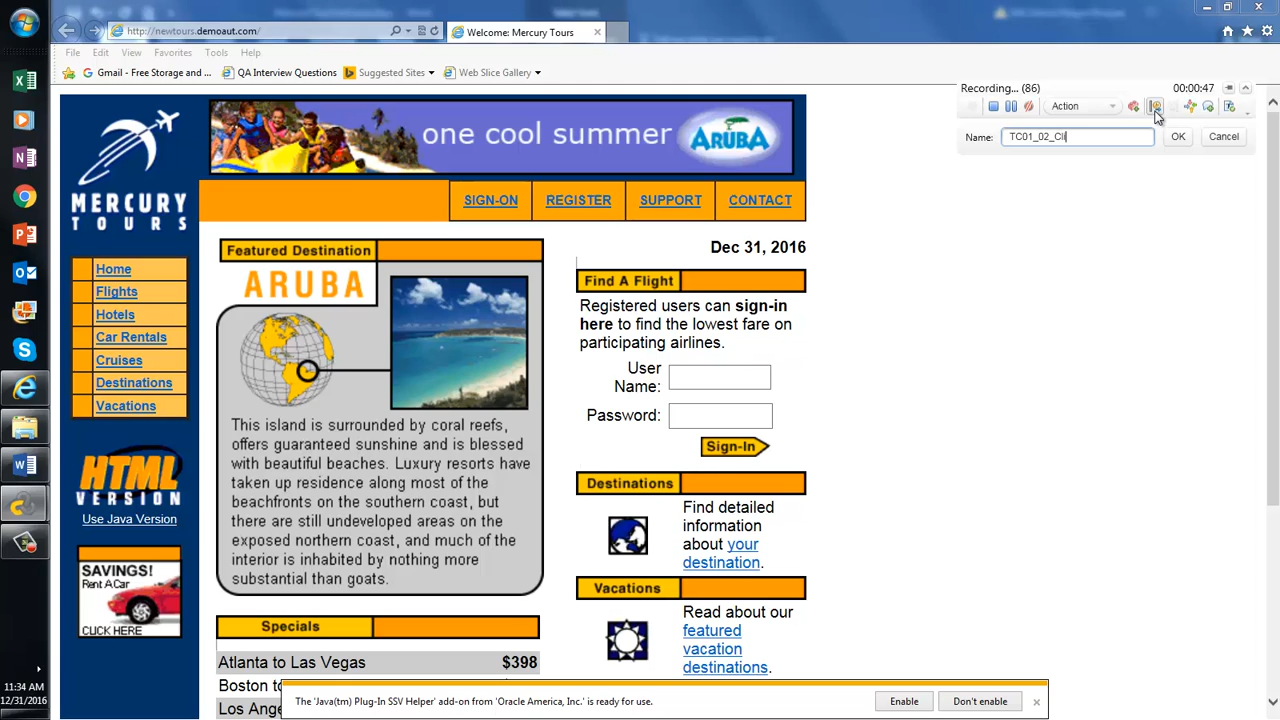 http://newtours.demoaut.com/
Welcome: Mercury Tours
File Edit View Favorites Tools Help
Gmail - Free Storage and ...
QA Interview Questions
Suggested Sites
Web Slice Gallery
Recording... (86)
00:00:47
Action
Name:
TC01_02_Cli
OK
Cancel
MERCURY
TOURS
one cool summer
ARUBA
SIGN-ON
REGISTER
SUPPORT
CONTACT
Home
Flights
Hotels
Car Rentals
Cruises
Destinations
Vacations
HTML
VERSION
Use Java Version
SAVINGS!
Rent A Car
CLICK HERE
Featured Destination
ARUBA
This island is surrounded by coral reefs,
offers guaranteed sunshine and is blessed
with beautiful beaches. Luxury resorts have
taken up residence along most of the
beachfronts on the southern coast, but
there are still undeveloped areas on the
exposed northern coast, and much of the
interior is inhabited by nothing more
substantial than goats.
Specials
Atlanta to Las Vegas
$398
Boston to
Los Ange
Dec 31, 2016
Find A Flight
Registered users can sign-in
here to find the lowest fare on
participating airlines.
User
Name:
Password:
Sign-In
Destinations
Find detailed
information
about your
destination.
Vacations
Read about our
featured
vacation
destinations.
The 'Java(tm) Plug-In SSV Helper' add-on from 'Oracle America, Inc.' is ready for use.
Enable
Don't enable
11:34 AM
12/31/2016